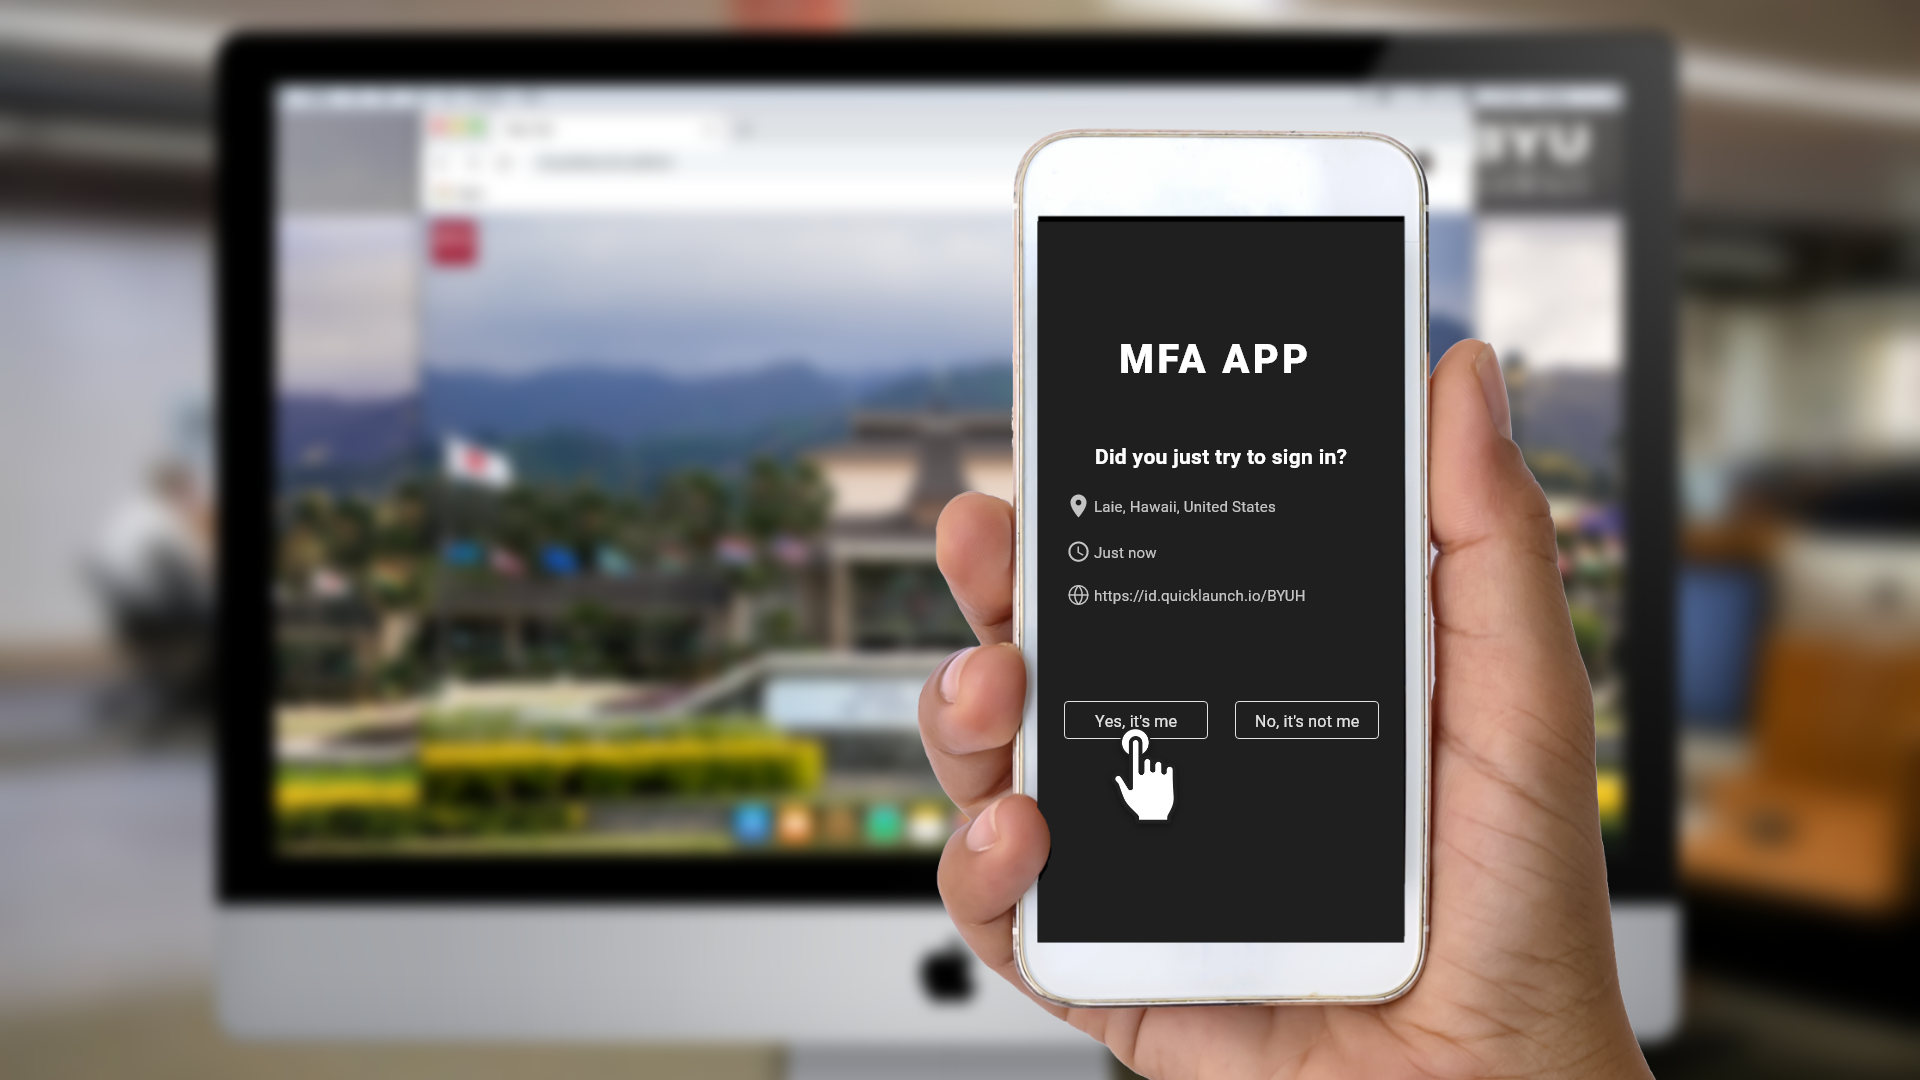 BYU
MFA APP
Did you just try to sign in?
Laie, Hawaii, United States
Just now
https://id.quicklaunch.io/BYUH
Yes, it's me
No, it's not me